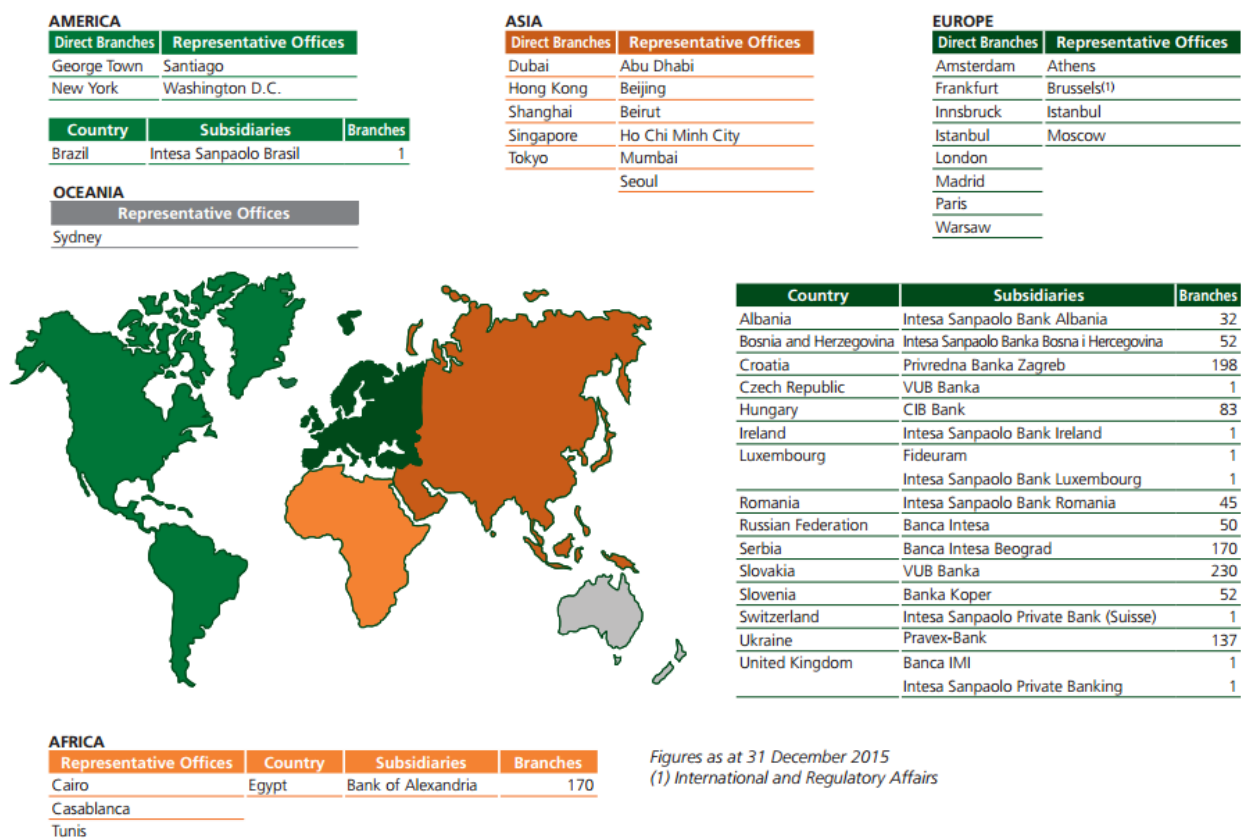 AMERICA
Direct Branches Representative Offices
George Town Santiago
New York Washington D.C.
Country Subsidiaries Branches
Brazil Intesa Sanpaolo Brasil 1
OCEANIA
Representative Offices
Sydney
ASIA
Direct Branches Representative Offices
Dubai Abu Dhabi
Hong Kong Beijing
Shanghai Beirut
Singapore Ho Chi Minh City
Tokyo Mumbai
Seoul
EUROPE
Direct Branches Representative Offices
Amsterdam Athens
Frankfurt Brussels(1)
Innsbruck Istanbul
Istanbul Moscow
London
Madrid
Paris
Warsaw
Country Subsidiaries Branches
Albania Intesa Sanpaolo Bank Albania 32
Bosnia and Herzegovina Intesa Sanpaolo Banka Bosna i Hercegovina 52
Croatia Privredna Banka Zagreb 198
Czech Republic VUB Banka 1
Hungary CIB Bank 83
Ireland Intesa Sanpaolo Bank Ireland 1
Luxembourg Fideuram 1
Intesa Sanpaolo Bank Luxembourg 1
Romania Intesa Sanpaolo Bank Romania 45
Russian Federation Banca Intesa 50
Serbia Banca Intesa Beograd 170
Slovakia VUB Banka 230
Slovenia Banka Koper 52
Switzerland Intesa Sanpaolo Private Bank (Suisse) 1
Ukraine Pravex-Bank 137
United Kingdom Banca IMI 1
Intesa Sanpaolo Private Banking 1
AFRICA
Representative Offices Country Subsidiaries Branches
Cairo Egypt Bank of Alexandria 170
Casablanca
Tunis
Figures as at 31 December 2015
(1) International and Regulatory Affairs